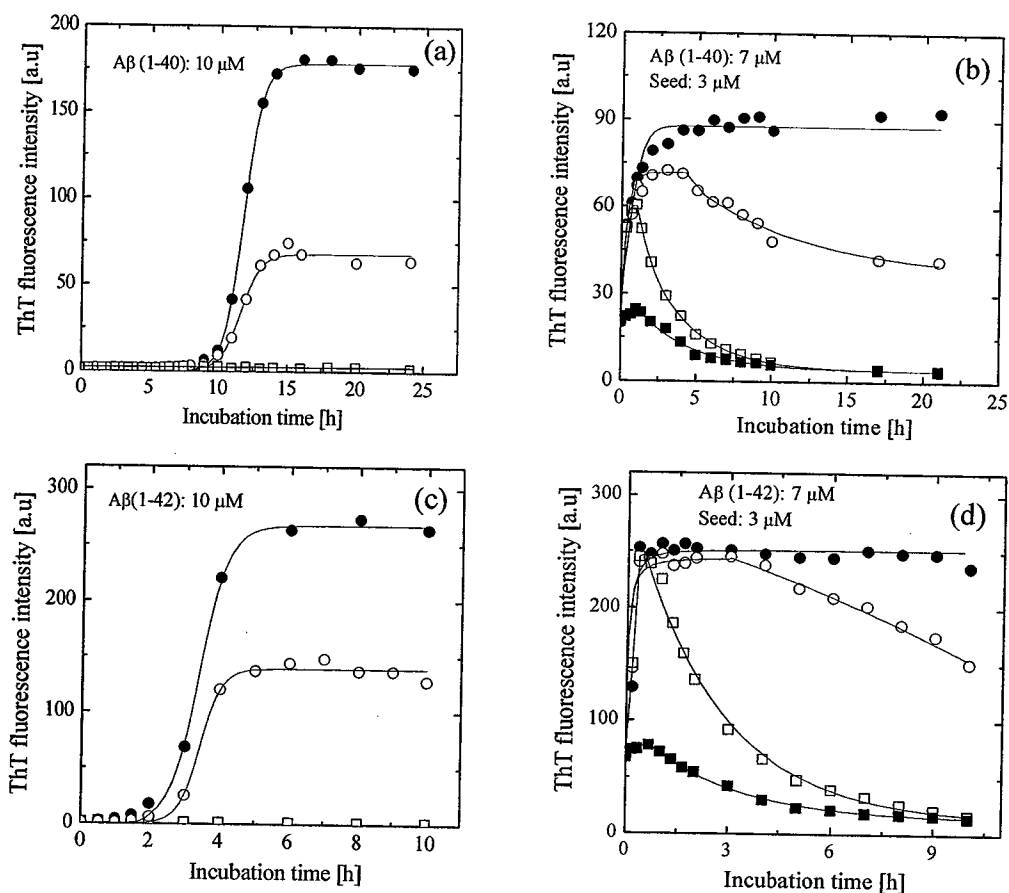 (a)
Aβ (1-40): 10 μM
ThT fluorescence intensity [a.u]
200
150
100
50
0
0 5 10 15 20 25
Incubation time [h]
(b)
Aβ (1-40): 7 μM
Seed: 3 μM
ThT fluorescence intensity [a.u]
120
90
60
30
0
0 5 10 15 20 25
Incubation time [h]
(c)
Aβ(1-42): 10 μM
ThT fluorescence intensity [a.u]
300
200
100
0
0 2 4 6 8 10
Incubation time [h]
(d)
Aβ (1-42): 7 μM
Seed: 3 μM
ThT fluorescence intensity [a.u]
300
200
100
0
0 3 6 9
Incubation time [h]